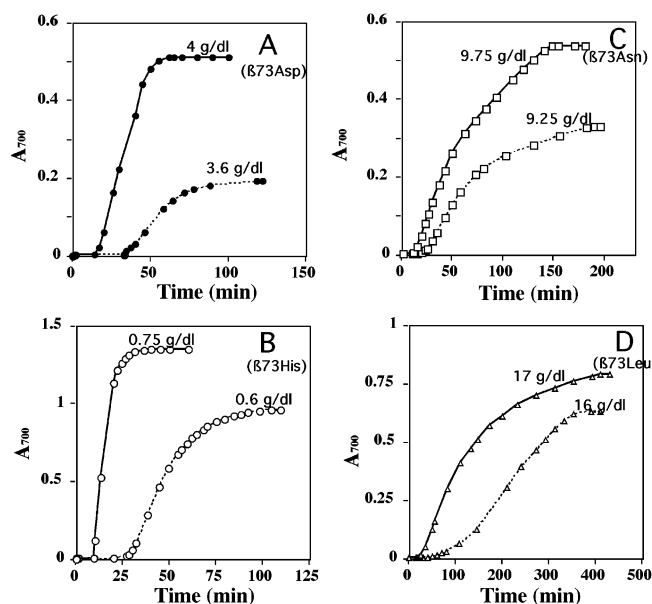 A
(ß73Asp)
4 g/dl
3.6 g/dl
A700
0.6
0.4
0.2
0
0 50 100 150
Time (min)
C
(ß73Asn)
9.75 g/dl
9.25 g/dl
A700
0.6
0.4
0.2
0
0 50 100 150 200
Time (min)
B
(ß73His)
0.75 g/dl
0.6 g/dl
A700
1.5
1
0.5
0
0 25 50 75 100 125
Time (min)
D
(ß73Leu
17 g/dl
16 g/dl
A700
1
0.75
0.5
0.25
0
0 100 200 300 400 500
Time (min)